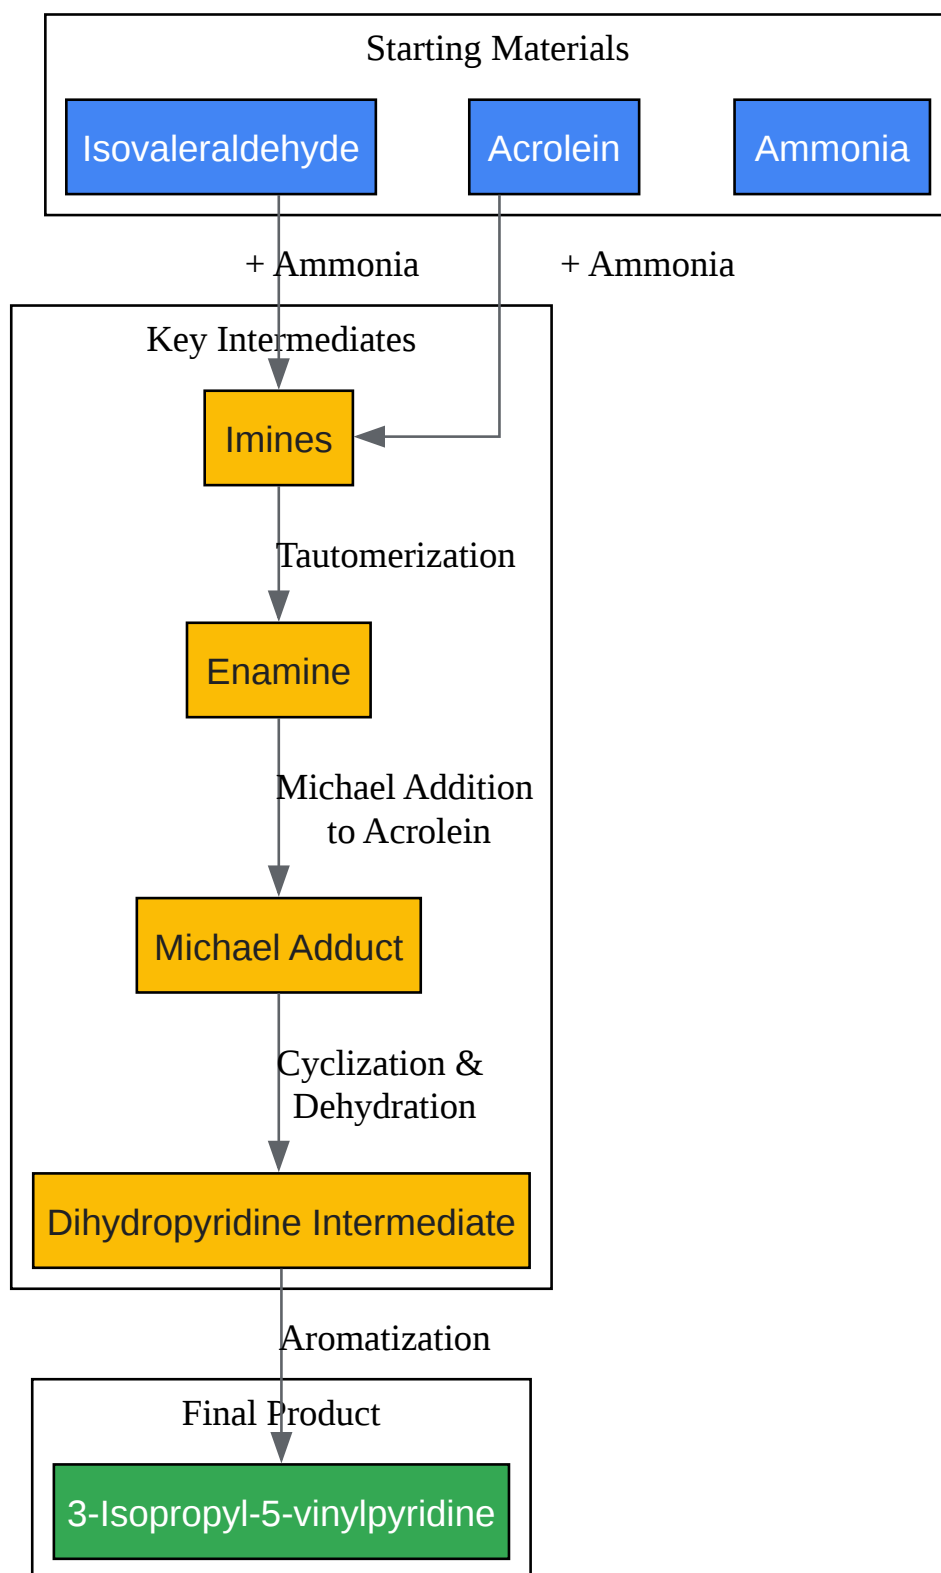 Starting Materials
Isovaleraldehyde
Acrolein
Ammonia
+ Ammonia
+ Ammonia
Key Intermediates
Imines
Tautomerization
Enamine
Michael Addition
to Acrolein
Michael Adduct
Cyclization &
Dehydration
Dihydropyridine Intermediate
Aromatization
Final Product
3-Isopropyl-5-vinylpyridine